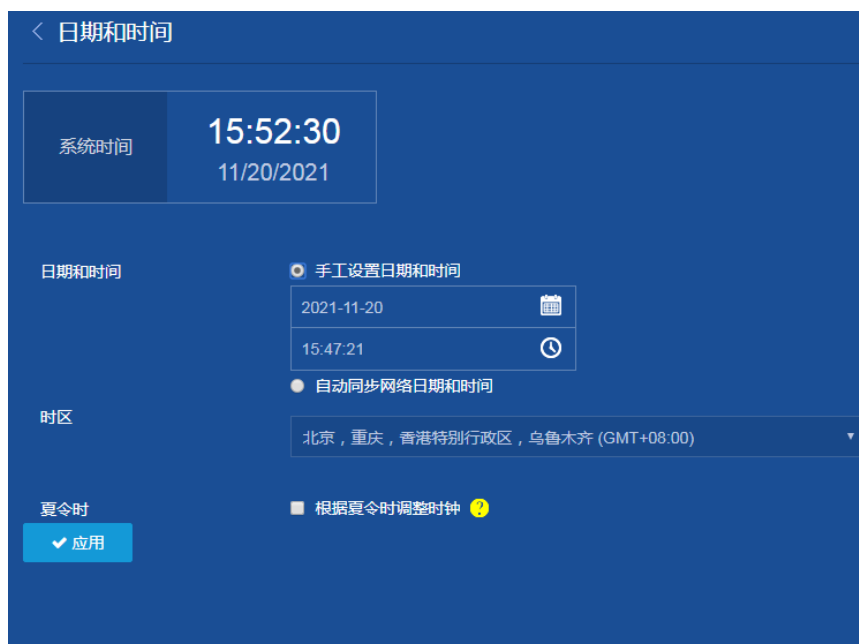 日期和时间
系统时间
15:52:30
11/20/2021
日期和时间
手工设置日期和时间
2021-11-20
15:47:21
自动同步网络日期和时间
时区
北京，重庆，香港特别行政区，乌鲁木齐 (GMT+08:00)
夏令时
根据夏令时调整时钟 ?
应用